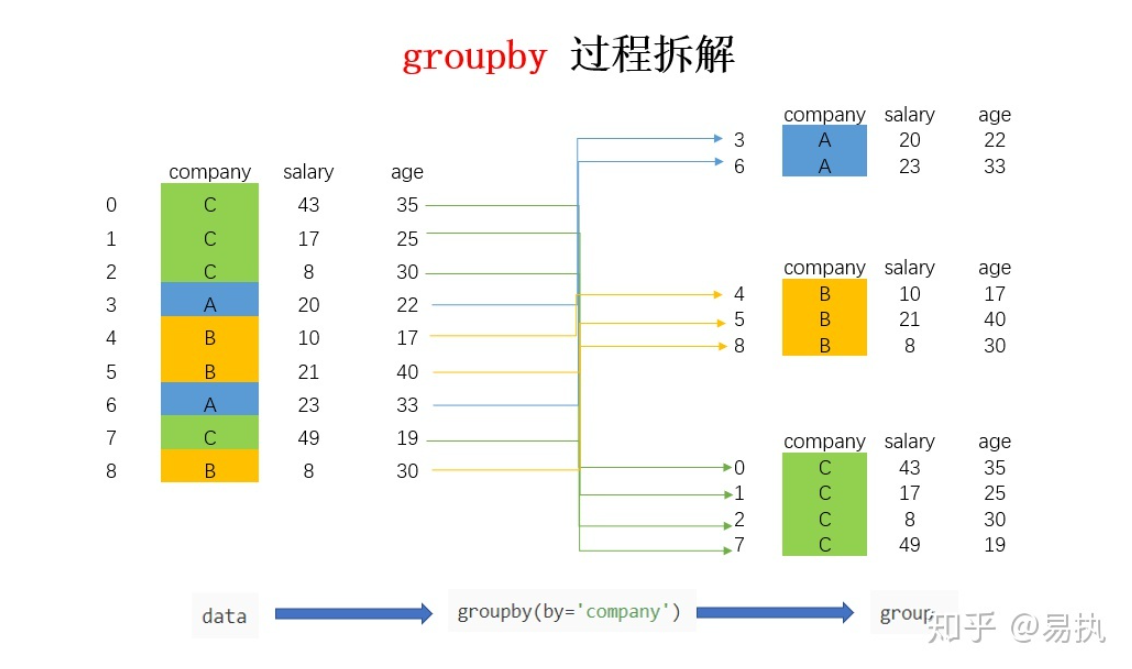 groupby 过程拆解
company salary age
0 C 43 35
1 C 17 25
2 C 8 30
3 A 20 22
4 B 10 17
5 B 21 40
6 A 23 33
7 C 49 19
8 B 8 30
company salary age
3 A 20 22
6 A 23 33
company salary age
4 B 10 17
5 B 21 40
8 B 8 30
company salary age
0 C 43 35
1 C 17 25
2 C 8 30
7 C 49 19
data groupby(by='company') group
知乎 @易执